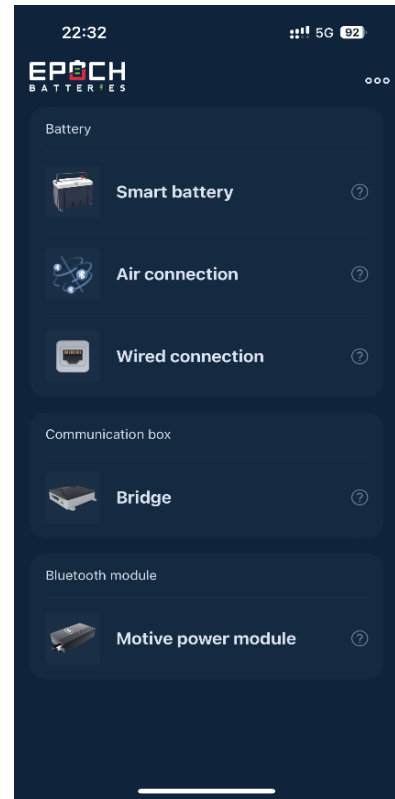 22:32
5G 92
EPOCH
BATTERIES
Battery
Smart battery
Air connection
Wired connection
Communication box
Bridge
Bluetooth module
Motive power module